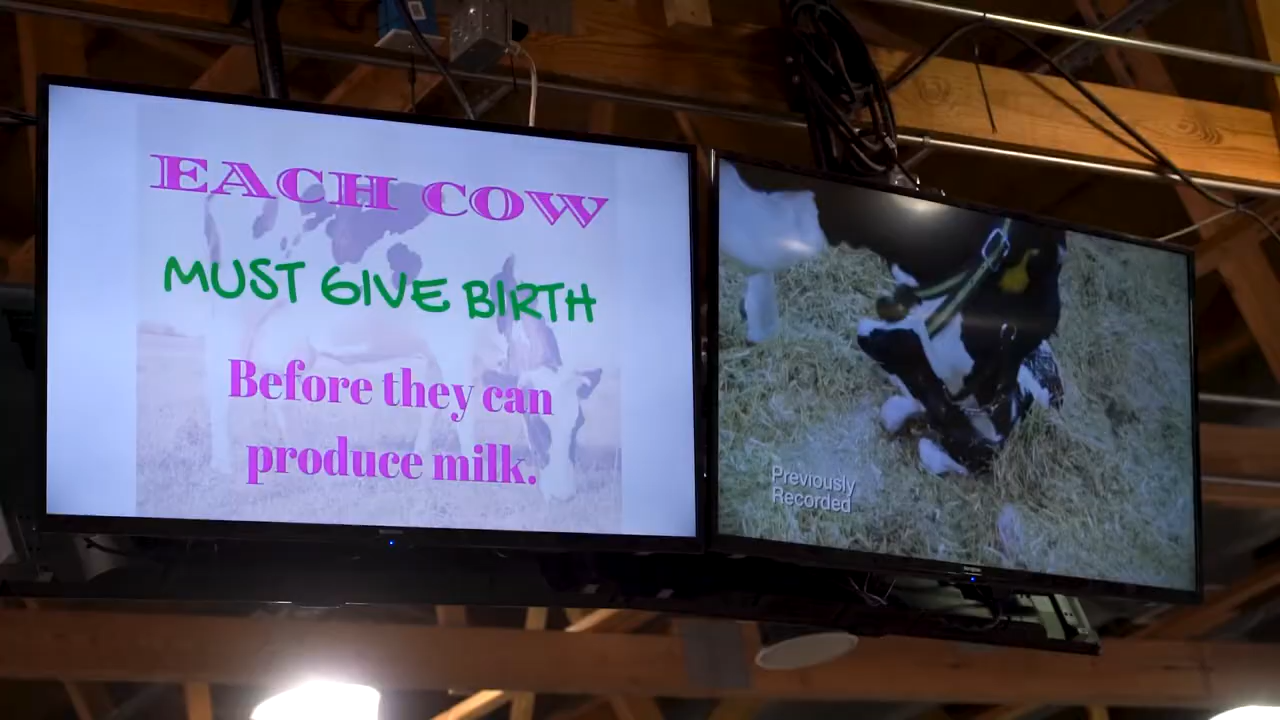 EACH COW
MUST GIVE BIRTH
Before they can
produce milk.
Previously
Recorded